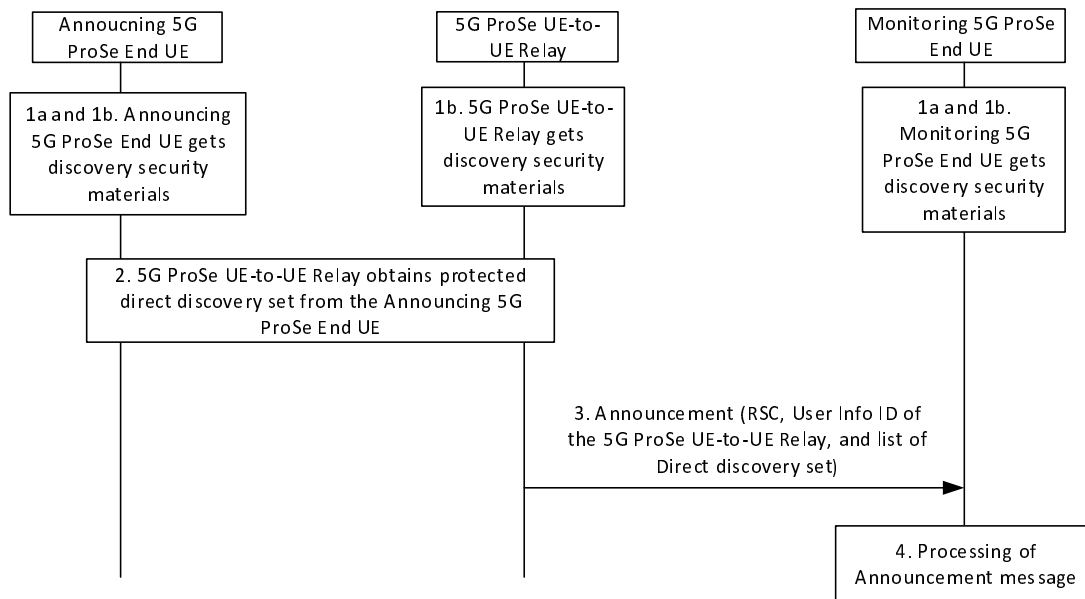 Annoucning 5G
ProSe End UE
5G ProSe UE-to-
UE Relay
Monitoring 5G ProSe
End UE
1a and 1b. Announcing
5G ProSe End UE gets
discovery security
materials
1b. 5G ProSe UE-to-
UE Relay gets
discovery security
materials
1a and 1b.
Monitoring 5G
ProSe End UE gets
discovery security
materials
2. 5G ProSe UE-to-UE Relay obtains protected
direct discovery set from the Announcing 5G
ProSe End UE
3. Announcement (RSC, User Info ID of
the 5G ProSe UE-to-UE Relay, and list of
Direct discovery set)
4. Processing of
Announcement message